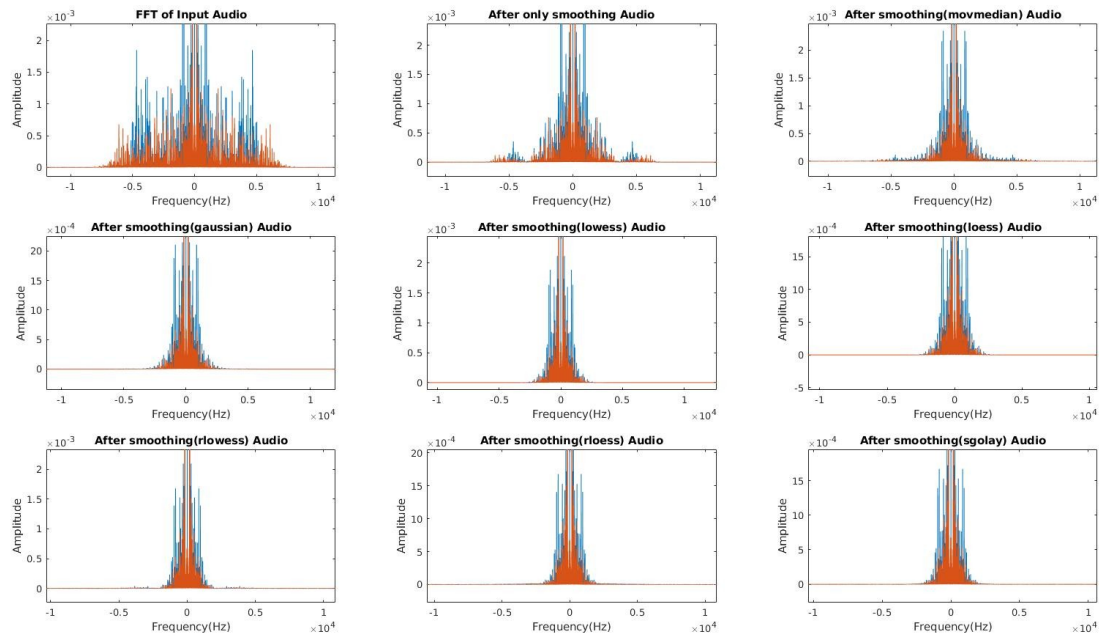 FFT of Input Audio
×10⁻³
2
1.5
1
0.5
0
Amplitude
-1 -0.5 0 0.5 1
Frequency(Hz)
×10⁴
After only smoothing Audio
×10⁻³
2
1.5
1
0.5
0
Amplitude
-1 -0.5 0 0.5 1
Frequency(Hz)
×10⁴
After smoothing(movmedian) Audio
×10⁻³
2
1.5
1
0.5
0
Amplitude
-1 -0.5 0 0.5 1
Frequency(Hz)
×10⁴
After smoothing(gaussian) Audio
×10⁻⁴
20
15
10
5
0
Amplitude
-1 -0.5 0 0.5 1
Frequency(Hz)
×10⁴
After smoothing(lowess) Audio
×10⁻³
2
1.5
1
0.5
0
Amplitude
-1 -0.5 0 0.5 1
Frequency(Hz)
×10⁴
After smoothing(loess) Audio
×10⁻⁴
15
10
5
0
-5
Amplitude
-1 -0.5 0 0.5 1
Frequency(Hz)
×10⁴
After smoothing(rlowess) Audio
×10⁻³
2
1.5
1
0.5
0
Amplitude
-1 -0.5 0 0.5 1
Frequency(Hz)
×10⁴
After smoothing(rloess) Audio
×10⁻⁴
20
15
10
5
0
Amplitude
-1 -0.5 0 0.5 1
Frequency(Hz)
×10⁴
After smoothing(sgolay) Audio
×10⁻⁴
15
10
5
0
Amplitude
-1 -0.5 0 0.5 1
Frequency(Hz)
×10⁴